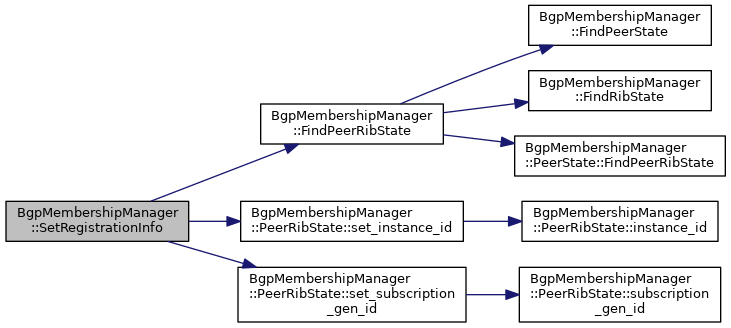 BgpMembershipManager
::SetRegistrationInfo
BgpMembershipManager
::FindPeerRibState
BgpMembershipManager
::FindPeerState
BgpMembershipManager
::FindRibState
BgpMembershipManager
::PeerState::FindPeerRibState
BgpMembershipManager
::PeerRibState::set_instance_id
BgpMembershipManager
::PeerRibState::instance_id
BgpMembershipManager
::PeerRibState::set_subscription
_gen_id
BgpMembershipManager
::PeerRibState::subscription
_gen_id